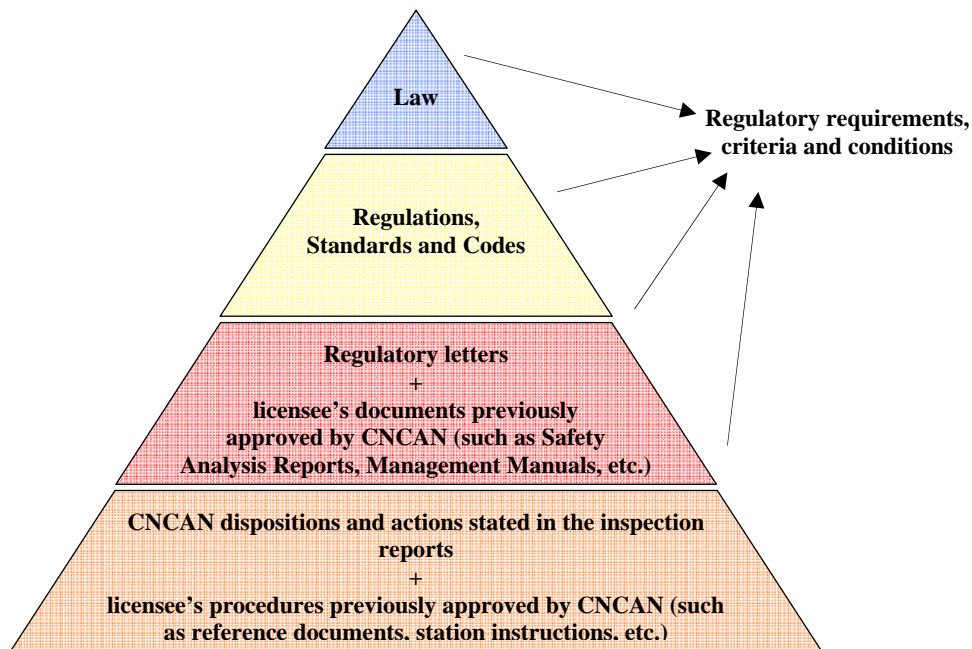 Law
Regulatory requirements,
criteria and conditions
Regulations,
Standards and Codes
Regulatory letters
+
licensee's documents previously
approved by CNCAN (such as Safety
Analysis Reports, Management Manuals, etc.)
CNCAN dispositions and actions stated in the inspection
reports
+
licensee's procedures previously approved by CNCAN (such
as reference documents, station instructions, etc.)